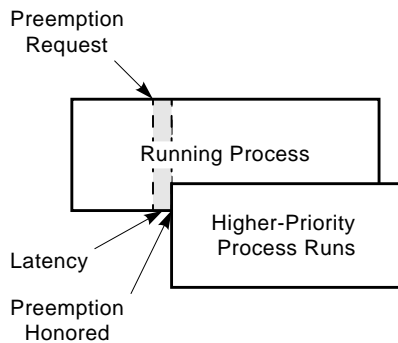 Preemption
Request
Running Process
Higher-Priority
Process Runs
Latency
Preemption
Honored